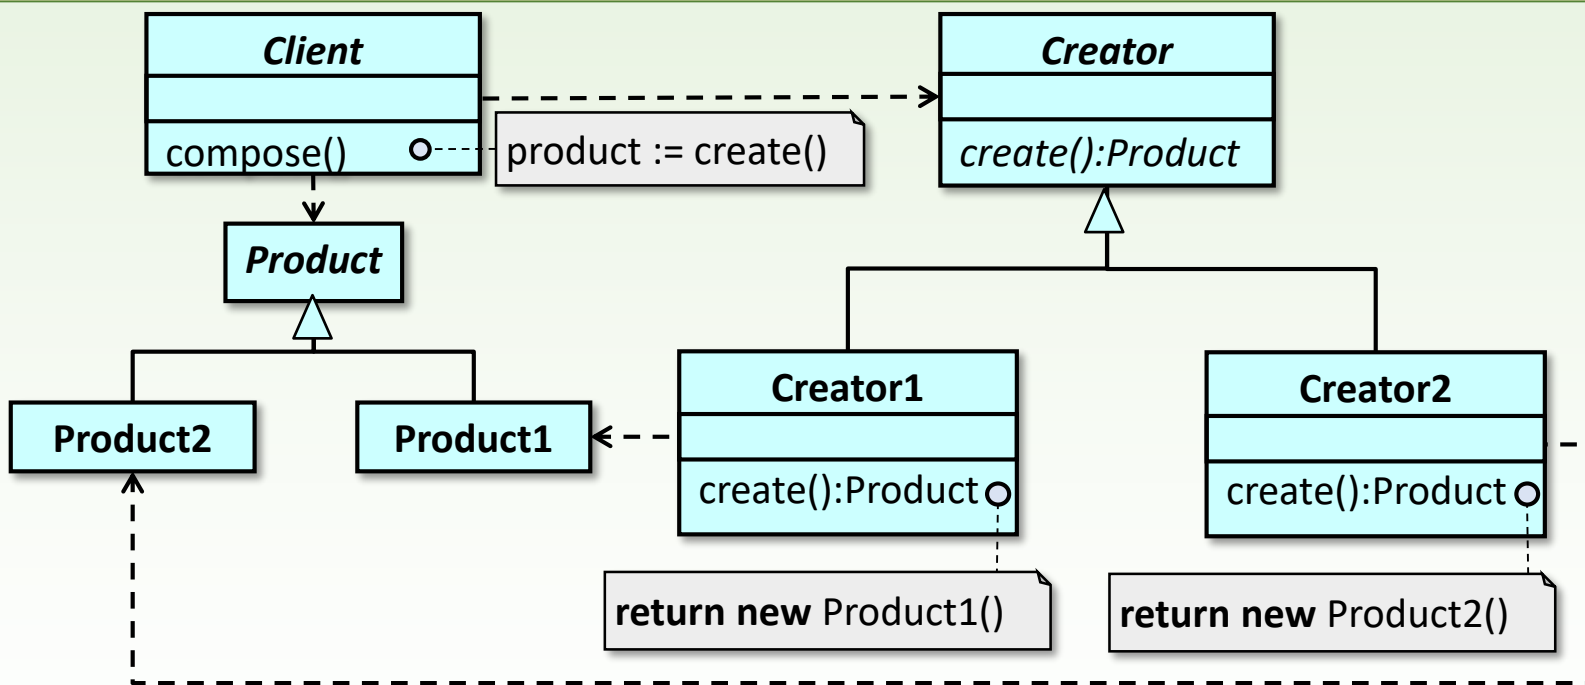 Client
Creator
compose()
product := create()
create():Product
Product
Product2
Product1
Creator1
Creator2
create():Product
create():Product
return new Product1()
return new Product2()